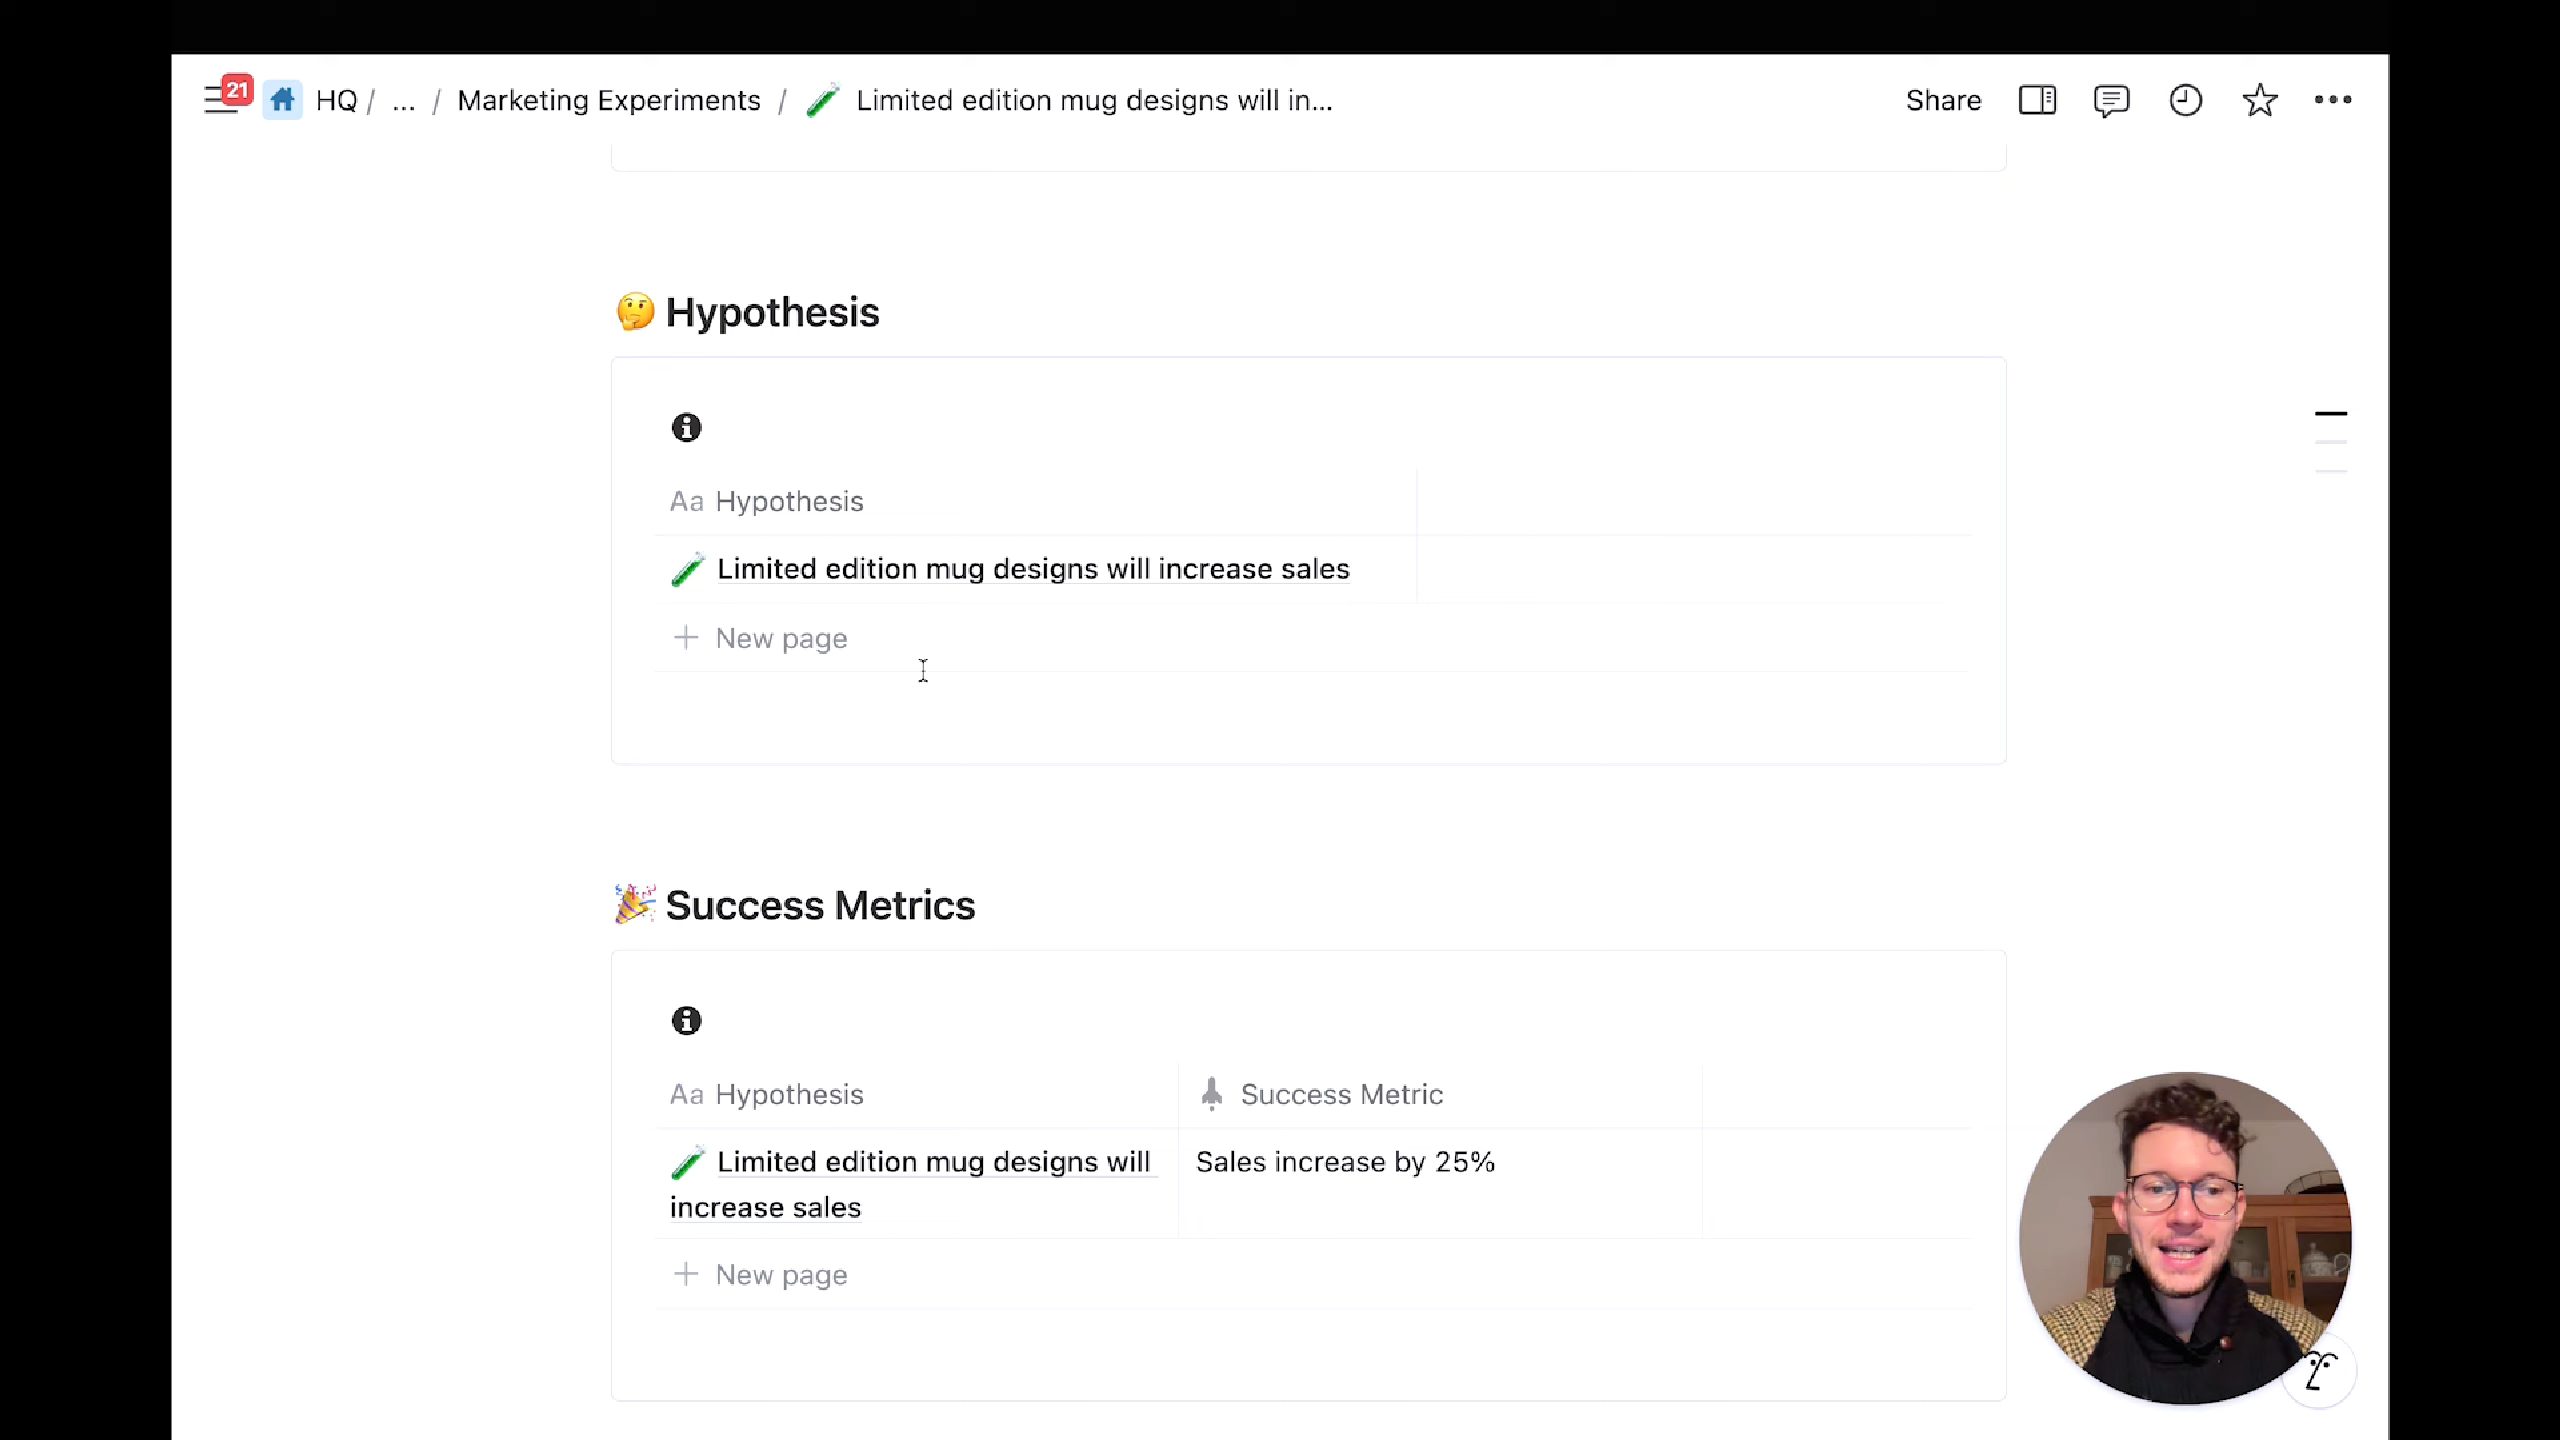 21
HQ / ... / Marketing Experiments / Limited edition mug designs will in...
Share
Hypothesis
Aa Hypothesis
Limited edition mug designs will increase sales
+ New page
Success Metrics
Aa Hypothesis
Success Metric
Limited edition mug designs will
increase sales
Sales increase by 25%
+ New page